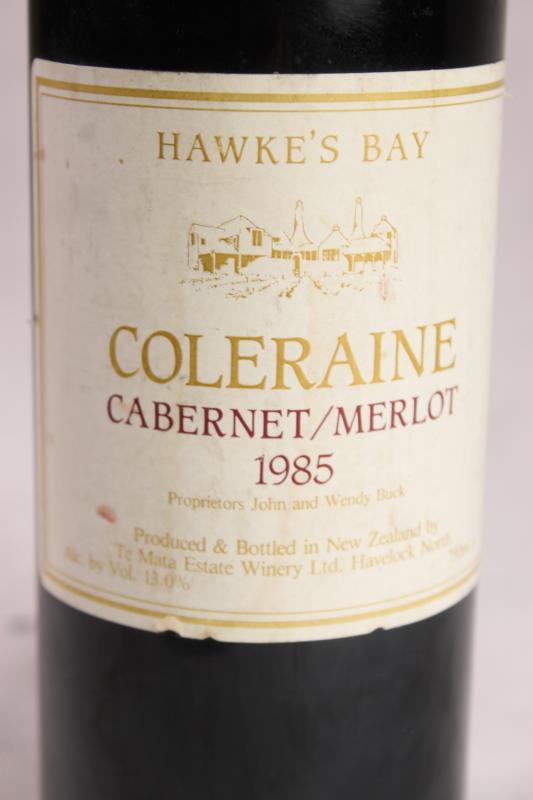 HAWKE'S BAY
COLERAINE
CABERNET/MERLOT
1985
Proprietors John and Wendy Buck
Produced & Bottled in New Zealand by
Te Mata Estate Winery Ltd. Havelock North
Alc. by Vol. 13.0%